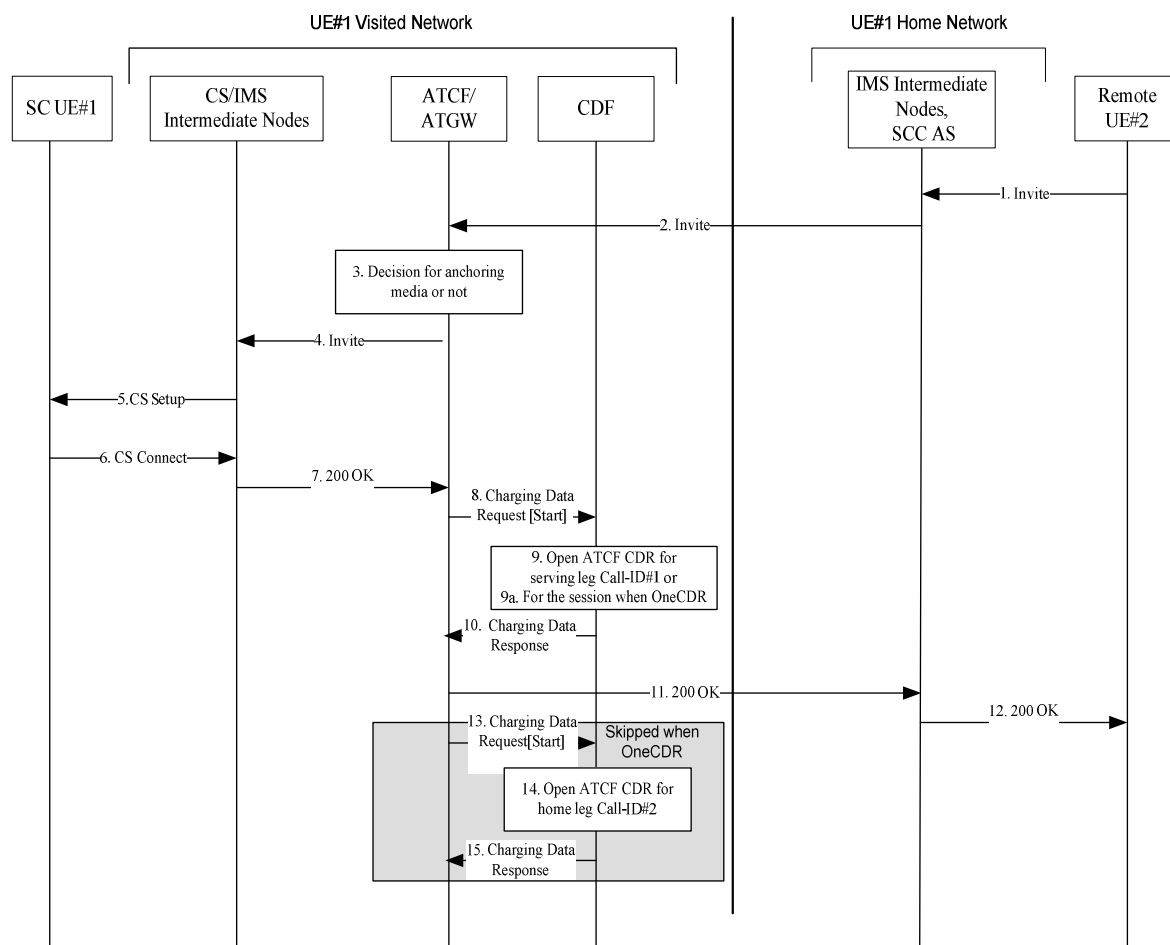 UE#1 Visited Network
UE#1 Home Network
SC UE#1
CS/IMS
Intermediate Nodes
ATCF/
ATGW
CDF
IMS Intermediate
Nodes,
SCC AS
Remote
UE#2
1. Invite
2. Invite
3. Decision for anchoring
media or not
4. Invite
5.CS Setup
6. CS Connect
7. 200 OK
8. Charging Data
Request [Start]
9. Open ATCF CDR for
serving leg Call-ID#1 or
9a. For the session when OneCDR
10. Charging Data
Response
11. 200 OK
12. 200 OK
13. Charging Data
Request[Start]
Skipped when
OneCDR
14. Open ATCF CDR for
home leg Call-ID#2
15. Charging Data
Response